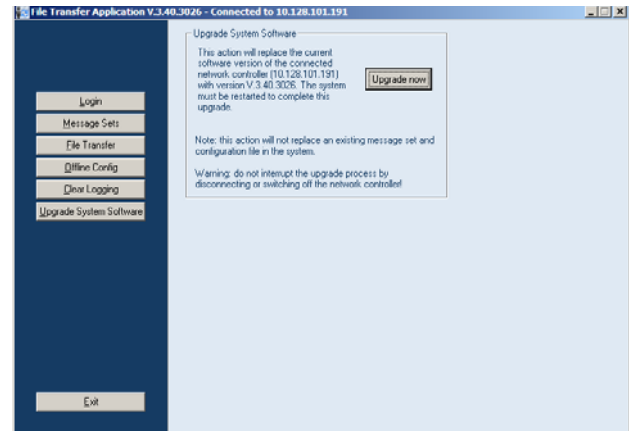 File Transfer Application V.3.40.3026 - Connected to 10.128.101.191
Login
Message Sets
File Transfer
Offline Config
Clear Logging
Upgrade System Software
Exit
Upgrade System Software
This action will replace the current
software version of the connected
network controller (10.128.101.191)
with version V.3.40.3026. The system
must be restarted to complete this
upgrade.
Upgrade now
Note: this action will not replace an existing message set and
configuration file in the system.
Warning: do not interrupt the upgrade process by
disconnecting or switching off the network controller!